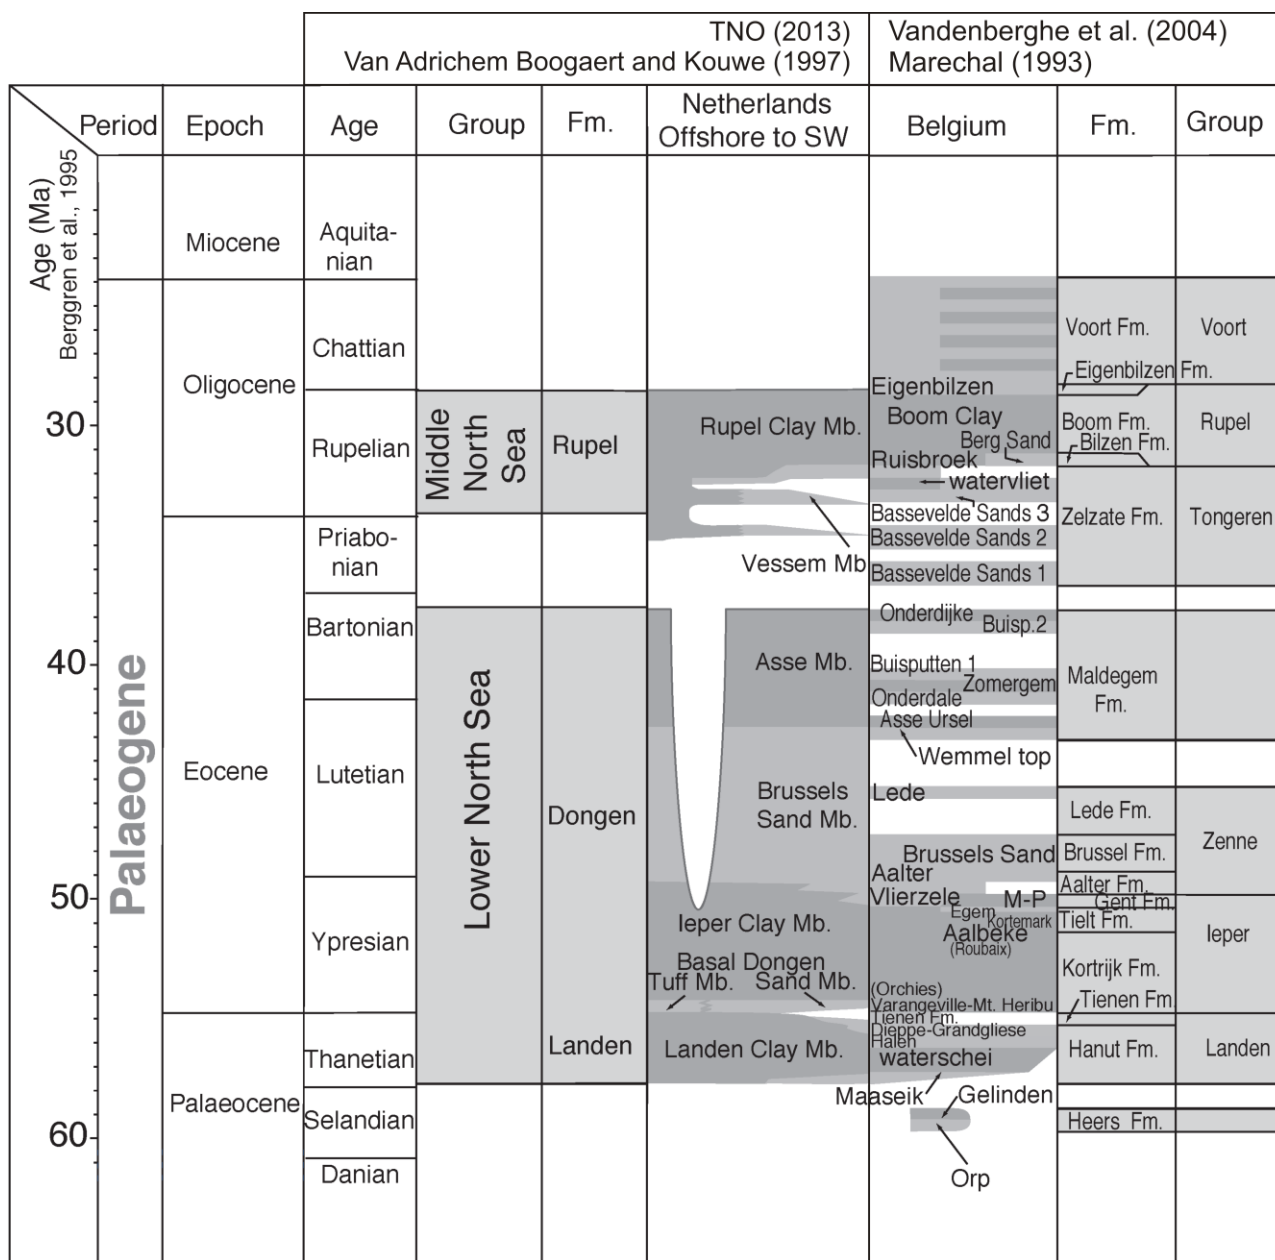 TNO (2013)
Van Adrichem Boogaert and Kouwe (1997)
Vandenberghe et al. (2004)
Marechal (1993)
Age (Ma)
Berggren et al., 1995
Period
Epoch
Age
Group
Fm.
Netherlands
Offshore to SW
Belgium
Fm.
Group
30
40
50
60
Palaeogene
Miocene
Oligocene
Eocene
Palaeocene
Aquita-
nian
Chattian
Rupelian
Priabo-
nian
Bartonian
Lutetian
Ypresian
Thanetian
Selandian
Danian
Middle
North
Sea
Lower North Sea
Rupel
Dongen
Landen
Rupel Clay Mb.
Vessem Mb
Asse Mb.
Brussels
Sand Mb.
Ieper Clay Mb.
Basal Dongen
Tuff Mb.
Sand Mb.
Landen Clay Mb.
Eigenbilzen
Boom Clay
Berg Sand
Ruisbroek
watervliet
Bassevelde Sands 3
Bassevelde Sands 2
Bassevelde Sands 1
Onderdijke
Buisp.2
Buisputten 1
Zomergem
Onderdale
Asse Ursel
Wemmel top
Lede
Brussels Sand
Aalter
Vlierzele
M-P
Egem
Kortemark
Aalbeke
(Roubaix)
(Orchies)
Varangeville-Mt. Heribu
Tienen Fm.
Dieppe-Grandgliese
Halen
waterschei
Maaseik
Gelinden
Orp
Voort Fm.
Eigenbilzen Fm.
Boom Fm.
Bilzen Fm.
Zelzate Fm.
Maldegem
Fm.
Lede Fm.
Brussel Fm.
Aalter Fm.
Gent Fm.
Tielt Fm.
Kortrijk Fm.
Tienen Fm.
Hanut Fm.
Heers Fm.
Voort
Rupel
Tongeren
Zenne
Ieper
Landen